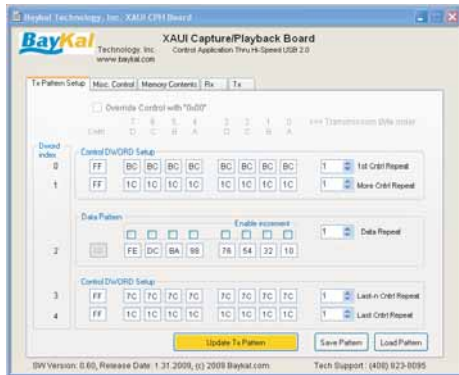 Baykal Technology, Inc. XAUI CPH Board
BayKal
XAUI Capture/Playback Board
Technology, Inc. Control Application Thru Hi-Speed USB 2.0
www.baykal.com
Tx Pattern Setup Misc. Control Memory Contents Rx Tx
Override Control with "0x00"
7 6 5 4 3 2 1 0 <== Transmission Byte order
D C B A D C B A
Dword index
Control DWORD Setup
0 FF BC BC BC BC BC BC BC BC 1 1st Cntrl Repeat
1 FF 1C 1C 1C 1C 1C 1C 1C 1C 1 More Cntrl Repeat
Data Pattern
Enable increment
1 Data Repeat
2 FE DC BA 98 76 54 32 10
Control DWORD Setup
3 FF 7C 7C 7C 7C 7C 7C 7C 7C 1 Last-n Cntrl Repeat
4 FF 1C 1C 1C 1C 1C 1C 1C 1C 1 Last Cntrl Repeat
Update Tx Pattern Save Pattern Load Pattern
SW Version: 0.60, Release Date: 1.31.2009, (c) 2009 Baykal.com Tech Support: (408) 823-0095